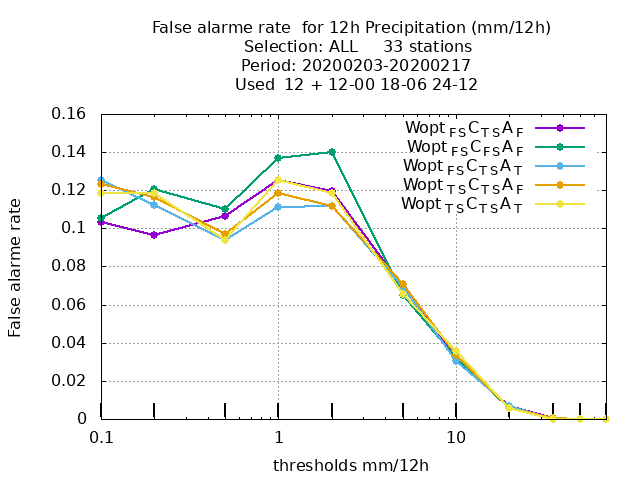 False alarme rate  for 12h Precipitation (mm/12h)
Selection: ALL     33 stations
Period: 20200203-20200217
Used  12 + 12-00 18-06 24-12
False alarme rate
0.16
0.14
0.12
0.1
0.08
0.06
0.04
0.02
0
Wopt FS C TS A F
Wopt FS C FS A F
Wopt FS C TS A T
Wopt TS C TS A F
Wopt TS C TS A T
0.1 1 10
thresholds mm/12h